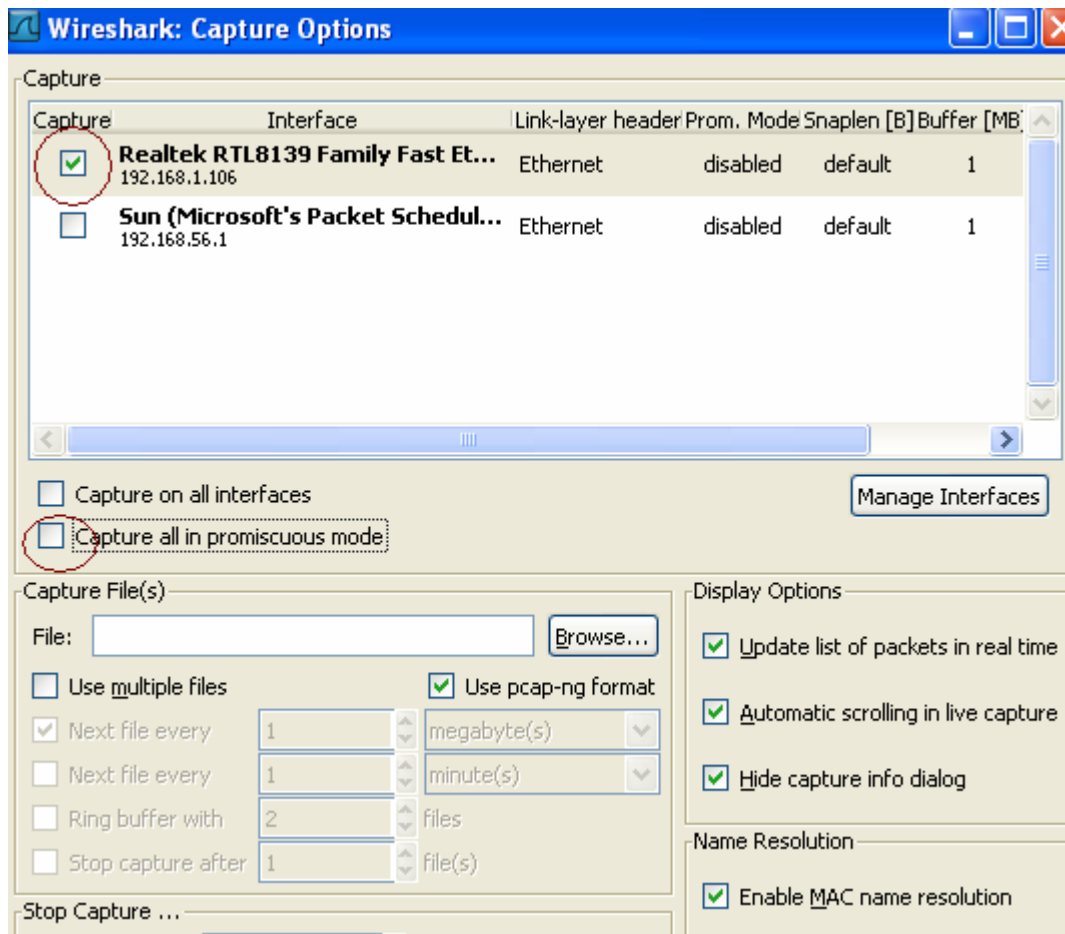 Wireshark: Capture Options
Capture
Capture Interface Link-layer header Prom. Mode Snaplen [B] Buffer [MB]
Realtek RTL8139 Family Fast Et... Ethernet disabled default 1
192.168.1.106
Sun (Microsoft's Packet Schedul... Ethernet disabled default 1
192.168.56.1
Capture on all interfaces
Manage Interfaces
Capture all in promiscuous mode
Capture File(s)
File: Browse...
Use multiple files Use pcap-ng format
Next file every 1 megabyte(s)
Next file every 1 minute(s)
Ring buffer with 2 files
Stop capture after 1 file(s)
Display Options
Update list of packets in real time
Automatic scrolling in live capture
Hide capture info dialog
Name Resolution
Enable MAC name resolution
Stop Capture ...